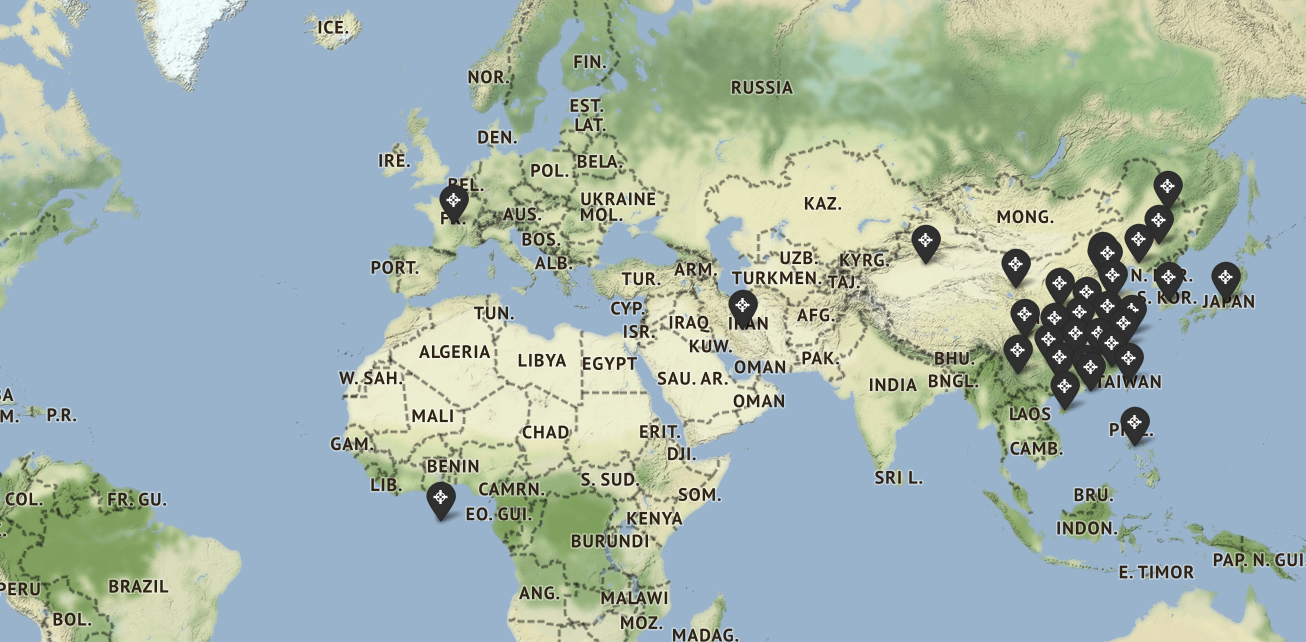 ICE.
FIN.
NOR.
RUSSIA
EST.
LAT.
DEN.
IRE.
BELA.
POL.
BEL.
UKRAINE
KAZ.
FR.
AUS.
MOL.
MONG.
BOS.
UZB.
KYRG.
ALB.
PORT.
ARM.
TURKMEN.
TAJ.
N.
TUR.
S. KOR.
JAPAN
CYP.
TUN.
AFG.
IRAQ
IRAN
ISR.
KUW.
ALGERIA
LIBYA
EGYPT
PAK.
BHU.
OMAN
W. SAH.
SAU. AR.
INDIA
BNGL.
TAIWAN
OMAN
P.R.
MALI
LAOS
CHAD
ERIT.
GAM.
DJI.
CAMB.
BENIN
S. SUD.
SRI L.
LIB.
CAMRN.
SOM.
BRU.
COL.
FR. GU.
EO. GUI.
KENYA
INDON.
BURUNDI
PAP. N. GUI
E. TIMOR
BRAZIL
PERU
ANG.
MALAWI
BOL.
MOZ.
MADAG.